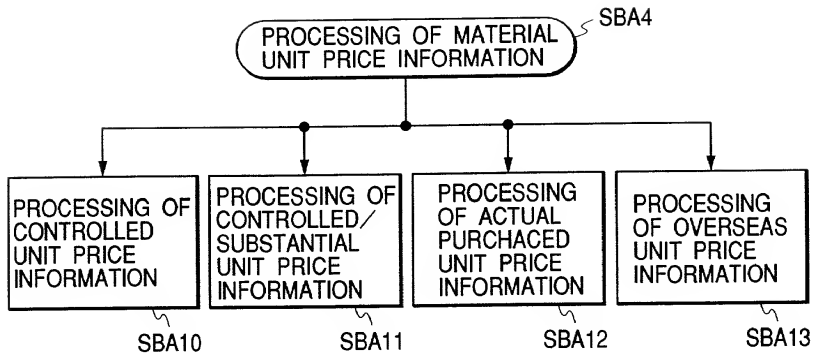 PROCESSING OF MATERIAL
UNIT PRICE INFORMATION
SBA4
PROCESSING OF
CONTROLLED
UNIT PRICE
INFORMATION
SBA10
PROCESSING OF
CONTROLLED/
SUBSTANTIAL
UNIT PRICE
INFORMATION
SBA11
PROCESSING
OF ACTUAL
PURCHACED
UNIT PRICE
INFORMATION
SBA12
PROCESSING
OF OVERSEAS
UNIT PRICE
INFORMATION
SBA13